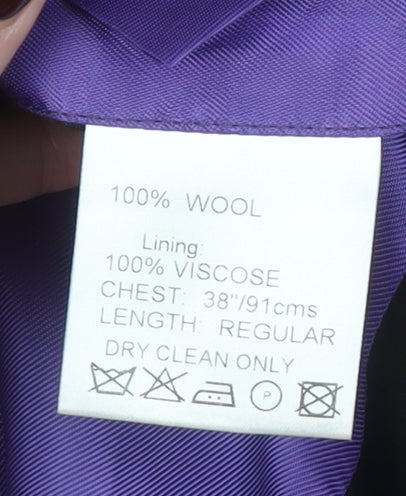 100% WOOL
Lining:
100% VISCOSE
CHEST: 38"/91cms
LENGTH: REGULAR
DRY CLEAN ONLY
P